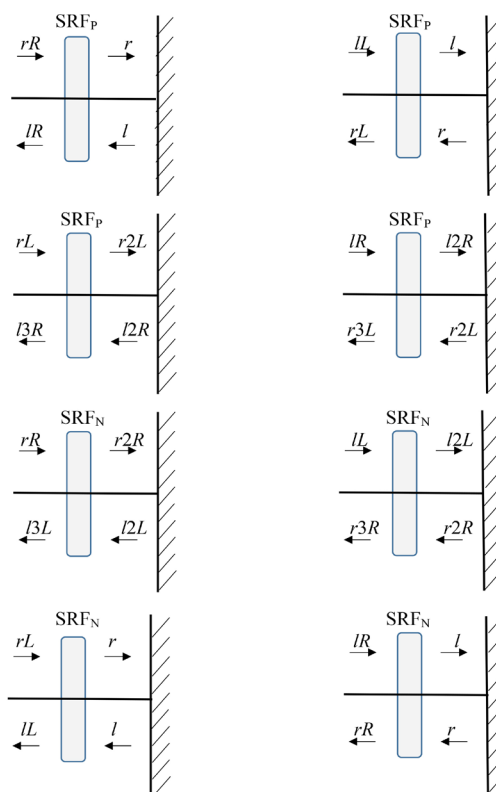 SRFP SRFP
rR r lL l
lR l rL r
SRFP SRFP
rL r2L lR l2R
l3R l2R r3L r2L
SRFN SRFN
rR r2R lL l2L
l3L l2L r3R r2R
SRFN SRFN
rL r lR l
lL l rR r